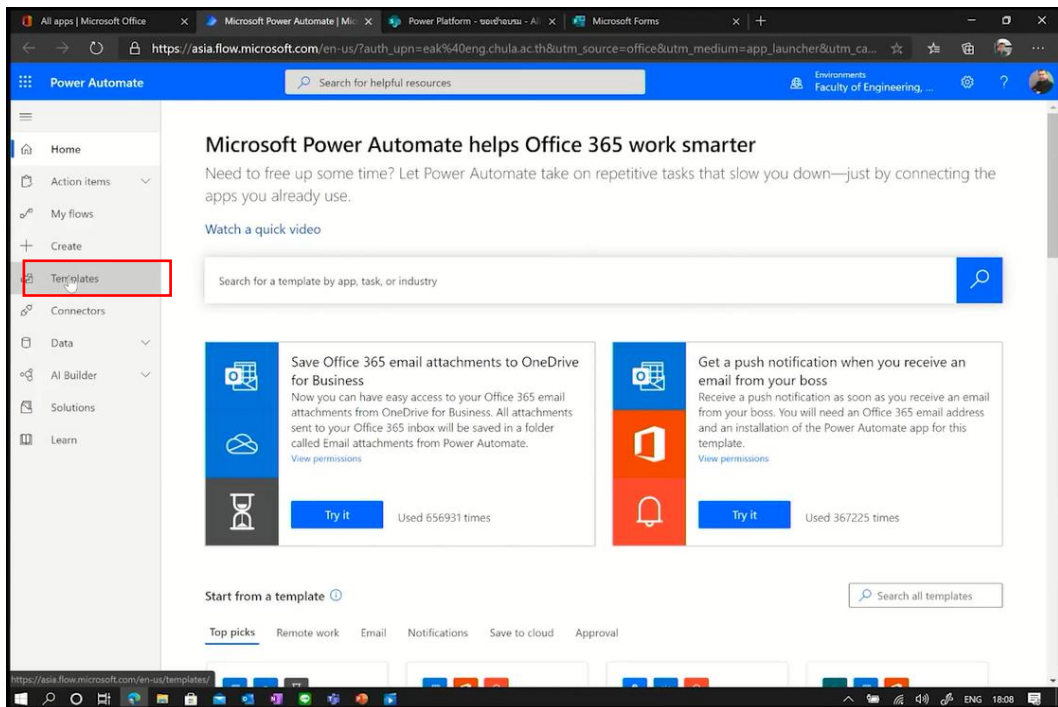 All apps | Microsoft Office
Microsoft Power Automate | Mic
Power Platform - ขอเข้าอบรม - Al
Microsoft Forms
https://asia.flow.microsoft.com/en-us/?auth_upn=eak%40eng.chula.ac.th&utm_source=office&utm_medium=app_launcher&utm_ca...
Power Automate
Search for helpful resources
Environments
Faculty of Engineering, ...
Home
Action items
My flows
Create
Templates
Connectors
Data
AI Builder
Solutions
Learn
Microsoft Power Automate helps Office 365 work smarter
Need to free up some time? Let Power Automate take on repetitive tasks that slow you down—just by connecting the
apps you already use.
Watch a quick video
Search for a template by app, task, or industry
Save Office 365 email attachments to OneDrive
for Business
Now you can have easy access to your Office 365 email
attachments from OneDrive for Business. All attachments
sent to your Office 365 inbox will be saved in a folder
called Email attachments from Power Automate.
View permissions
Try it
Used 656931 times
Get a push notification when you receive an
email from your boss
Receive a push notification as soon as you receive an email
from your boss. You will need an Office 365 email address
and an installation of the Power Automate app for this
template.
View permissions
Try it
Used 367225 times
Start from a template
Search all templates
Top picks
Remote work
Email
Notifications
Save to cloud
Approval
https://asia.flow.microsoft.com/en-us/templates/
ENG
18:08